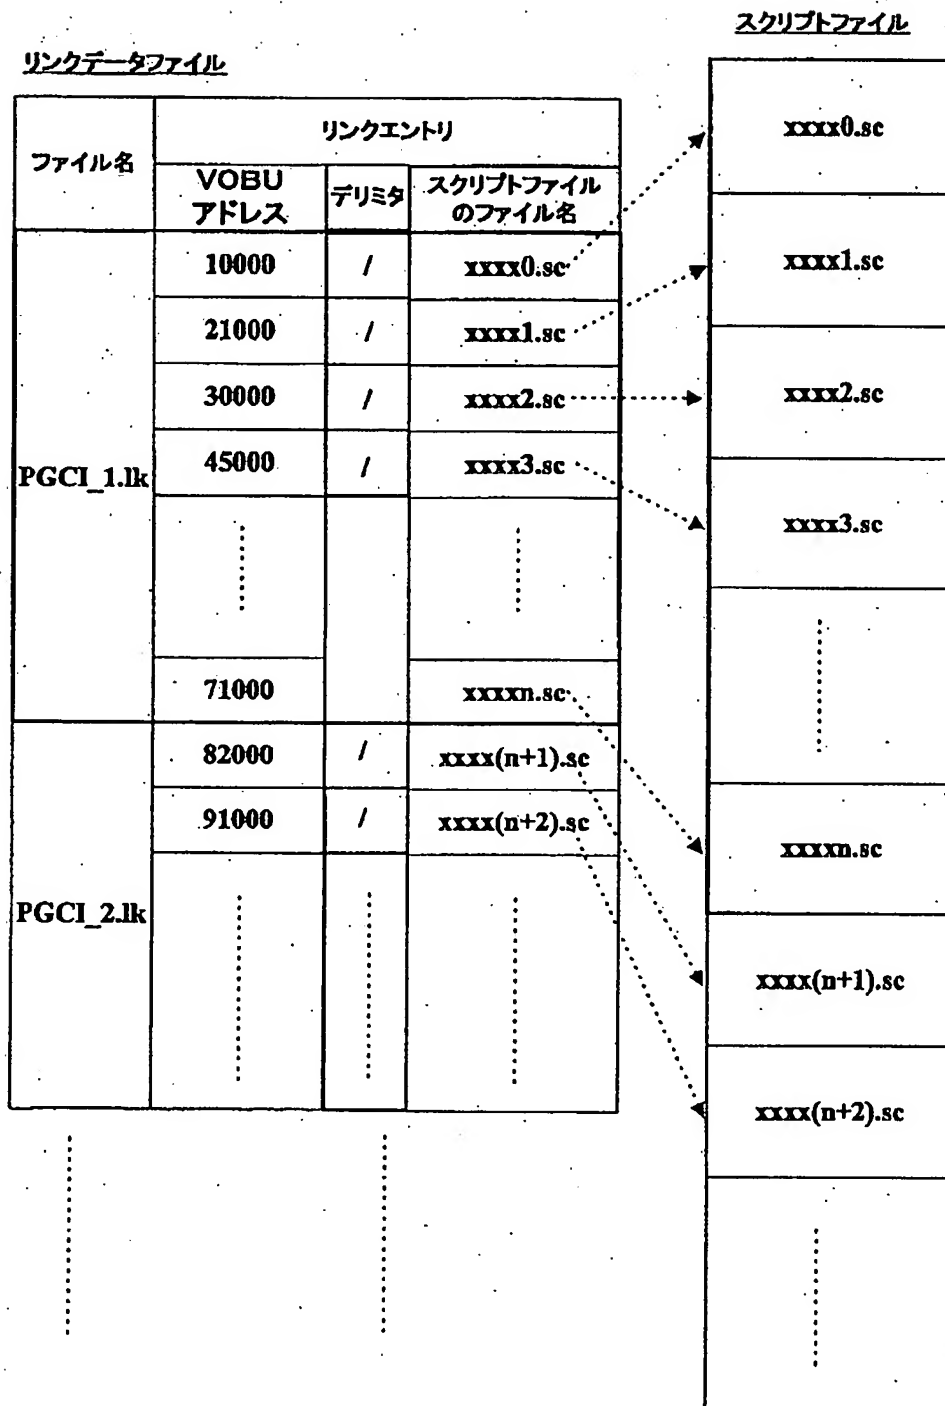 スクリプトファイル
リンクデータファイル
ファイル名
リンクエントリ
VOBU
アドレス
デリミタ
スクリプトファイル
のファイル名
PGCI_1.lk
10000 / xxxx0.sc
21000 / xxxx1.sc
30000 / xxxx2.sc
45000 / xxxx3.sc
71000 xxxxn.sc
PGCI_2.lk
82000 / xxxx(n+1).sc
91000 / xxxx(n+2).sc
xxxx0.sc
xxxx1.sc
xxxx2.sc
xxxx3.sc
xxxxn.sc
xxxx(n+1).sc
xxxx(n+2).sc